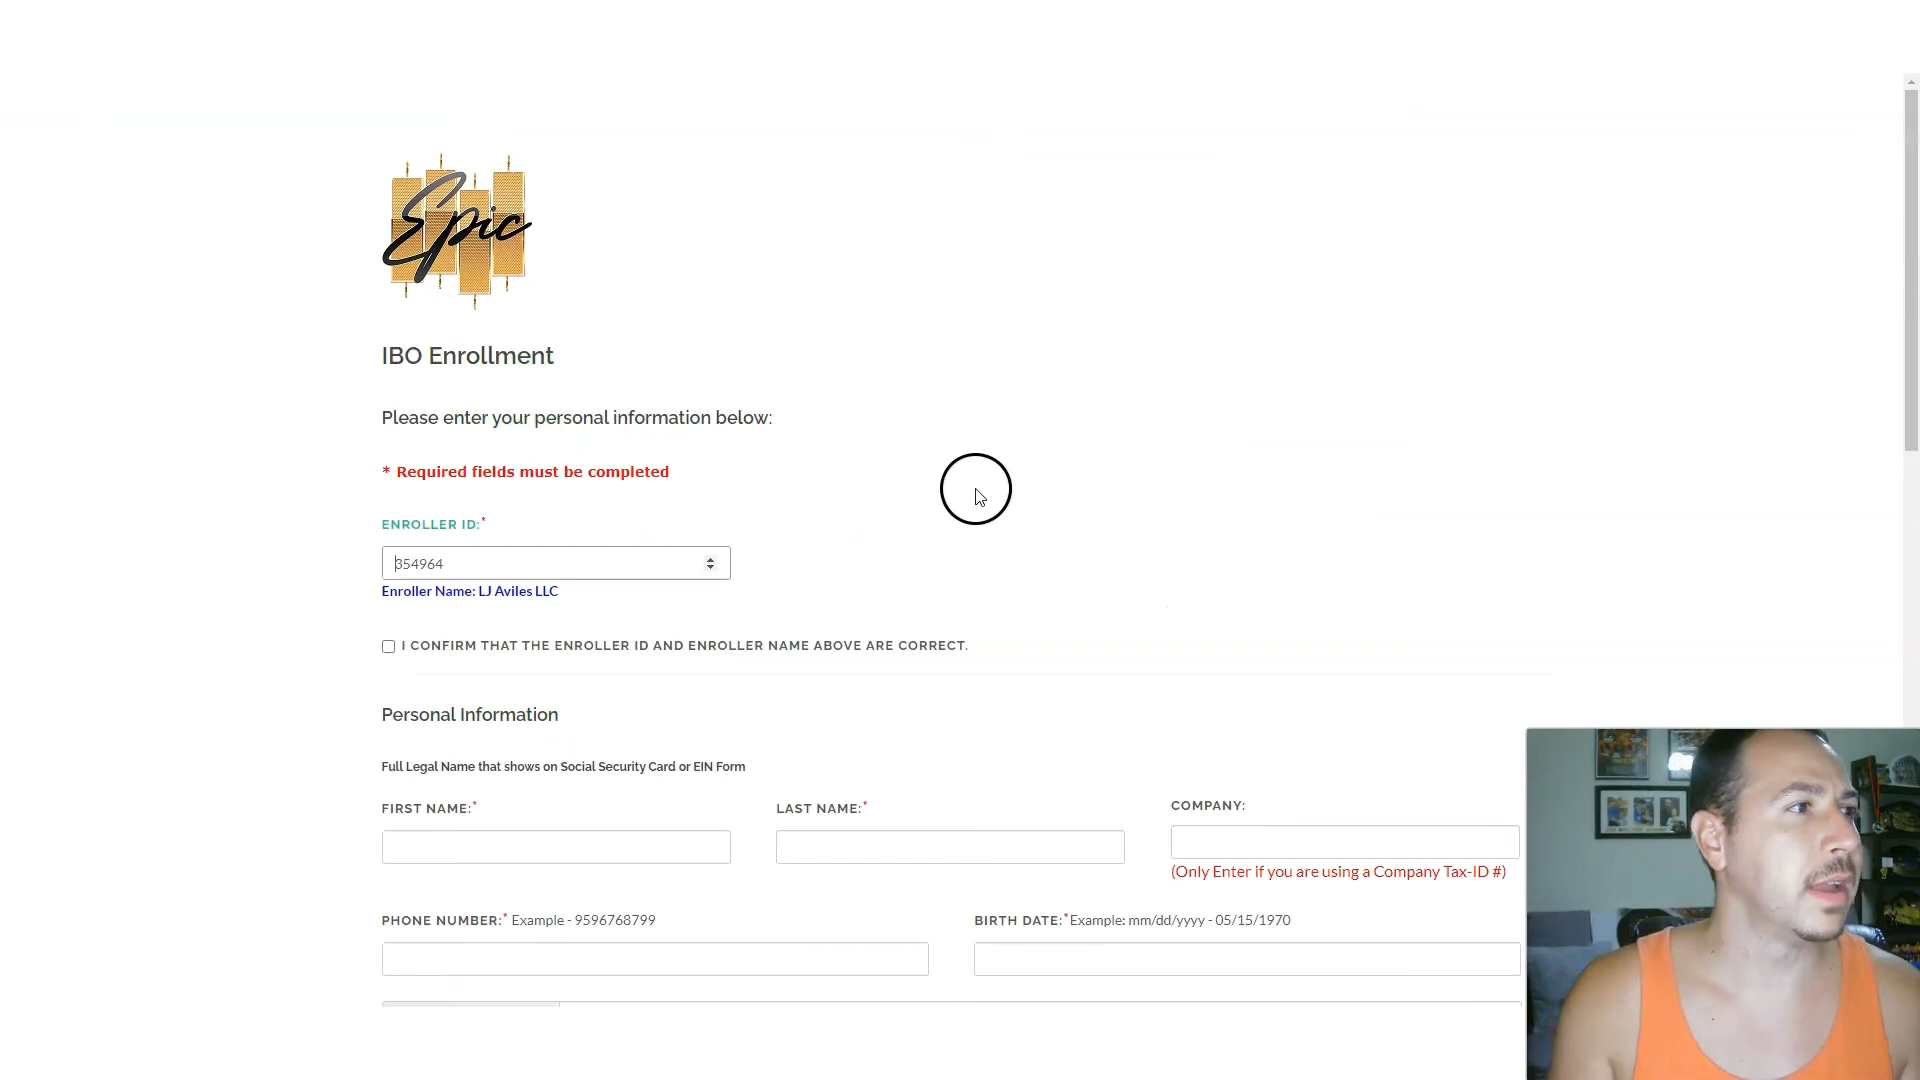 Epic
IBO Enrollment
Please enter your personal information below:
* Required fields must be completed
ENROLLER ID:*
354964
Enroller Name: LJ Aviles LLC
I CONFIRM THAT THE ENROLLER ID AND ENROLLER NAME ABOVE ARE CORRECT.
Personal Information
Full Legal Name that shows on Social Security Card or EIN Form
FIRST NAME:* LAST NAME:* COMPANY:
(Only Enter if you are using a Company Tax-ID #)
PHONE NUMBER:* Example - 9596768799 BIRTH DATE:*Example: mm/dd/yyyy - 05/15/1970